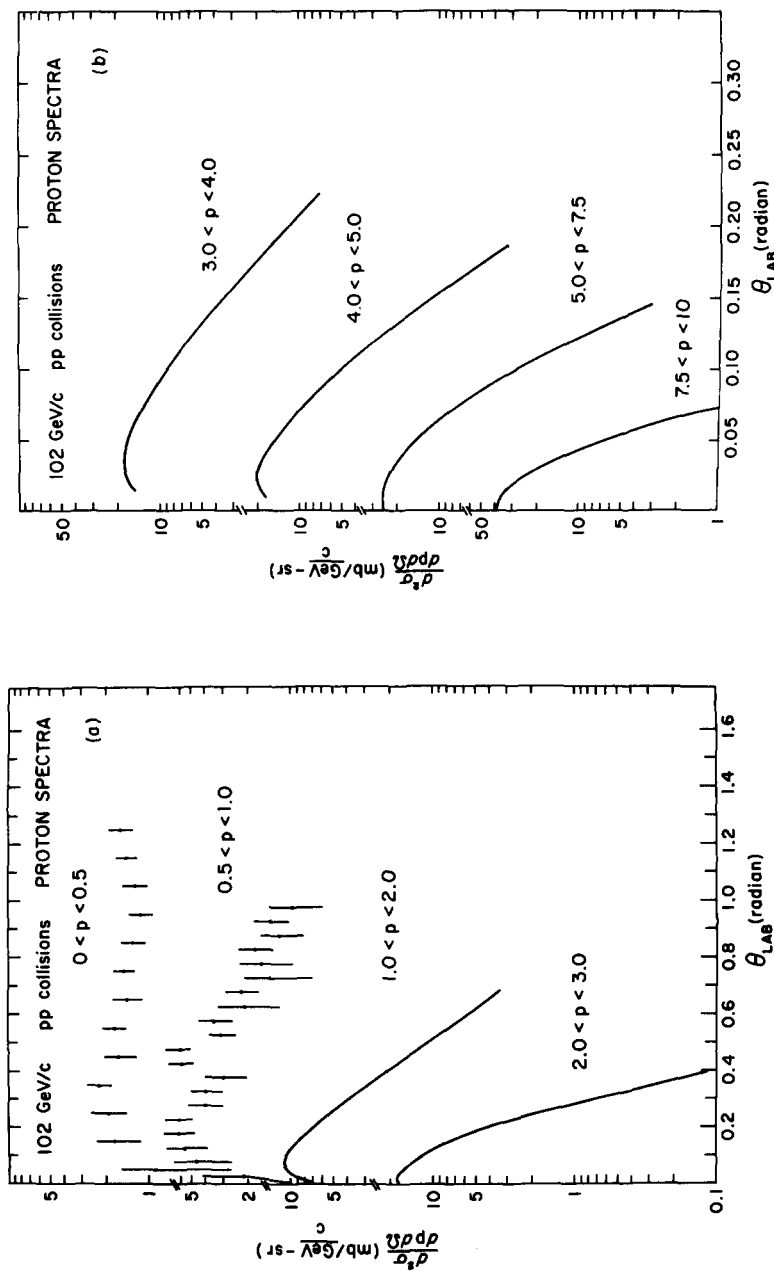 102 GeV/c pp collisions PROTON SPECTRA
(a)
0 < p < 0.5
0.5 < p < 1.0
1.0 < p < 2.0
2.0 < p < 3.0
5
1
5
2
10
5
10
5
1
0.1
d²σ/dpdΩ (mb/GeV/c - sr)
0.2 0.4 0.6 0.8 1.0 1.2 1.4 1.6
θLAB (radian)
102 GeV/c pp collisions PROTON SPECTRA
(b)
3.0 < p < 4.0
4.0 < p < 5.0
5.0 < p < 7.5
7.5 < p < 10
50
10
5
10
5
10
50
10
5
1
d²σ/dpdΩ (mb/GeV/c - sr)
0.05 0.10 0.15 0.20 0.25 0.30
θLAB (radian)